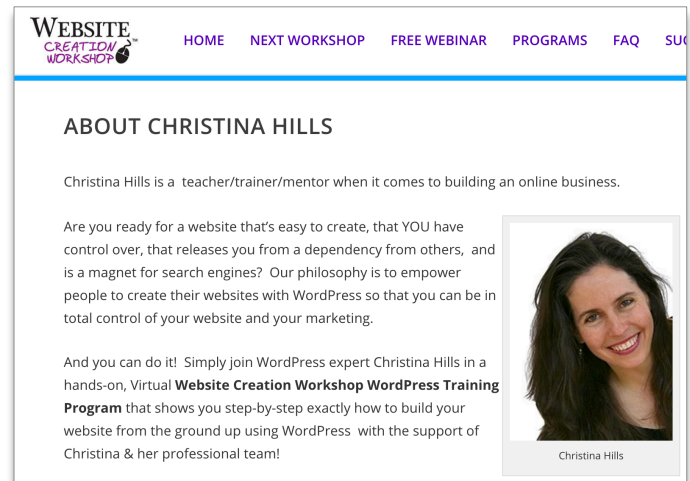 WEBSITE™
CREATION
WORKSHOP
HOME NEXT WORKSHOP FREE WEBINAR PROGRAMS FAQ
ABOUT CHRISTINA HILLS
Christina Hills is a teacher/trainer/mentor when it comes to building an online business.
Are you ready for a website that’s easy to create, that YOU have
control over, that releases you from a dependency from others, and
is a magnet for search engines? Our philosophy is to empower
people to create their websites with WordPress so that you can be in
total control of your website and your marketing.
And you can do it! Simply join WordPress expert Christina Hills in a
hands-on, Virtual Website Creation Workshop WordPress Training
Program that shows you step-by-step exactly how to build your
website from the ground up using WordPress with the support of
Christina & her professional team!
Christina Hills